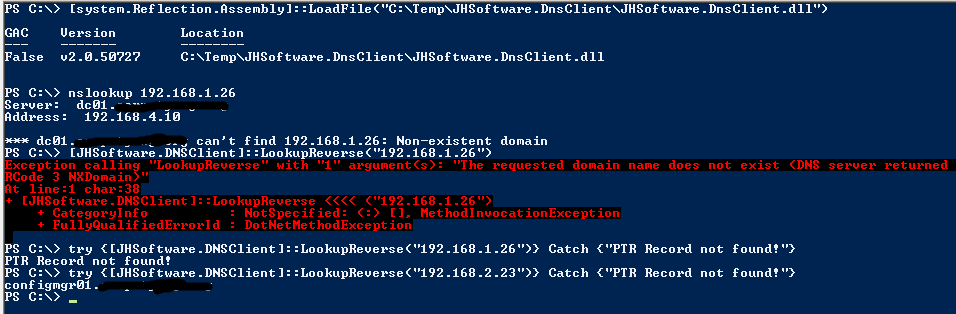 PS C:\> [system.Reflection.Assembly]::LoadFile("C:\Temp\JHSoftware.DnsClient\JHSoftware.DnsClient.dll")
GAC    Version        Location
---    -------        --------
False  v2.0.50727     C:\Temp\JHSoftware.DnsClient\JHSoftware.DnsClient.dll
PS C:\> nslookup 192.168.1.26
Server:  dc01.
Address:  192.168.4.10
*** dc01. can't find 192.168.1.26: Non-existent domain
PS C:\> [JHSoftware.DNSClient]::LookupReverse("192.168.1.26")
Exception calling "LookupReverse" with "1" argument(s): "The requested domain name does not exist (DNS server returned
RCode 3 NXDomain)"
At line:1 char:38
+ [JHSoftware.DNSClient]::LookupReverse <<<< ("192.168.1.26")
    + CategoryInfo          : NotSpecified: (:) [], MethodInvocationException
    + FullyQualifiedErrorId : DotNetMethodException
PS C:\> try {[JHSoftware.DNSClient]::LookupReverse("192.168.1.26")} Catch {"PTR Record not found!"}
PTR Record not found!
PS C:\> try {[JHSoftware.DNSClient]::LookupReverse("192.168.2.23")} Catch {"PTR Record not found!"}
configmgr01.
PS C:\> _